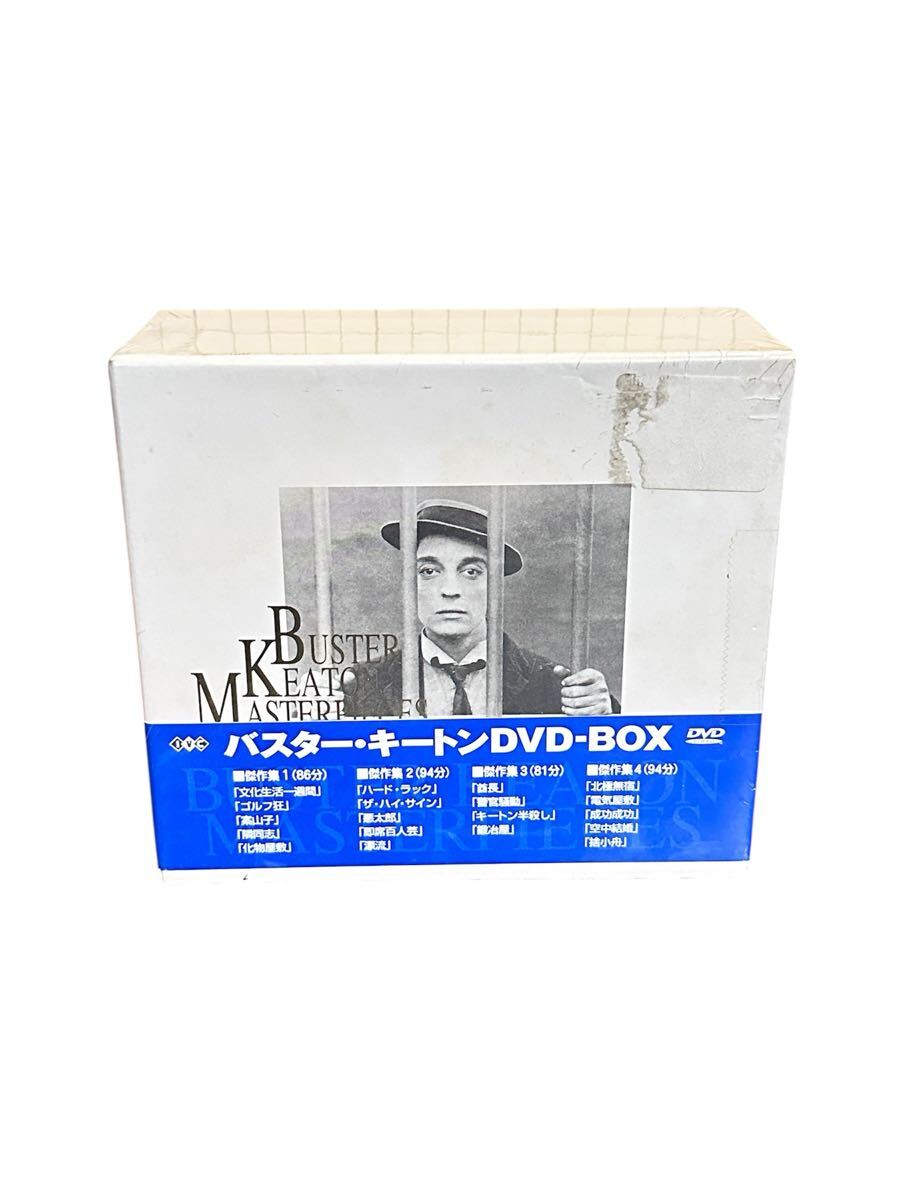 BUSTER
KEATON
MASTERPIECES
IVC
バスター・キートンDVD-BOX
DVD
■傑作集1(86分)
「文化生活一週間」
「ゴルフ狂」
「案山子」
「隣同志」
「化物屋敷」
■傑作集2(94分)
「ハード・ラック」
「ザ・ハイ・サイン」
「悪太郎」
「即席百人芸」
「漂流」
■傑作集3(81分)
「酋長」
「警官騒動」
「キートン半殺し」
「鍛冶屋」
■傑作集4(94分)
「北極無宿」
「電気屋敷」
「成功成功」
「空中結婚」
「捨小舟」
BUSTER KEATON
MASTERPIECES